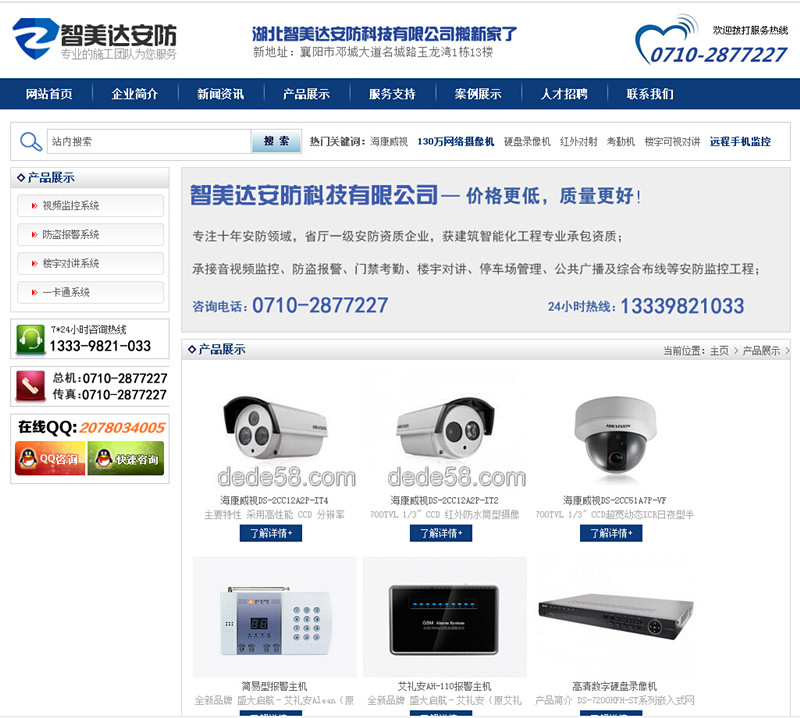 智美达安防
专业的施工团队为您服务
湖北智美达安防科技有限公司搬新家了
新地址：襄阳市邓城大道名城路玉龙湾1栋13楼
欢迎拨打服务热线
0710-2877227
网站首页 企业简介 新闻资讯 产品展示 服务支持 案例展示 人才招聘 联系我们
站内搜索 搜 索 热门关键词：海康威视 130万网络摄像机 硬盘录像机 红外对射 考勤机 楼宇可视对讲 远程手机监控
产品展示
视频监控系统
防盗报警系统
楼宇对讲系统
一卡通系统
7*24小时咨询热线
1333-9821-033
总机:0710-2877227
传真:0710-2877227
在线QQ: 2078034005
QQ咨询 快速咨询
智美达安防科技有限公司 — 价格更低，质量更好！
专注十年安防领域，省厅一级安防资质企业，获建筑智能化工程专业承包资质；
承接音视频监控、防盗报警、门禁考勤、楼宇对讲、停车场管理、公共广播及综合布线等安防监控工程；
咨询电话：0710-2877227 24小时热线：13339821033
产品展示 当前位置：主页 > 产品展示 >
HIKVISION
dede58.com dede58.com
海康威视DS-2CC12A2P-IT4 海康威视DS-2CC12A2P-IT2 海康威视DS-2CC51A7P-VF
主要特性 采用高性能 CCD 分辨率 700TVL 1/3" CCD 红外防水筒型摄像 700TVL 1/3" CCD超宽动态ICR日夜型半
了解详情+ 了解详情+ 了解详情+
GSM Alarm System
简易型报警主机 艾礼安AH-110报警主机 高清数字硬盘录像机
全新品牌 盛大启航-艾礼安Alean（原 全新品牌 盛大启航-艾礼安（原艾礼 产品简介 DS-7200HFH-ST系列嵌入式网